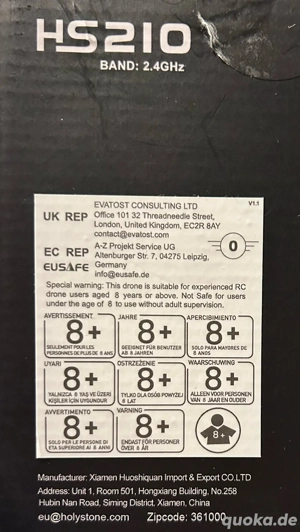 HS210
BAND: 2.4GHz
V1.1
UK REP
EVATOST CONSULTING LTD
Office 101 32 Threadneedle Street,
London, United Kingdom, EC2R 8AY
contact@evatost.com
EC REP
EUSAFE
A-Z Projekt Service UG
Altenburger Str. 7, 04275 Leipzig,
Germany
info@eusafe.de
0
Special warning: This drone is suitable for experienced RC
drone users aged 8 years or above. Not Safe for users
under the age of 8 to use without adult supervision.
AVERTISSEMENT
8+
SEULEMENT POUR LES
PERSONNES DE PLUS DE 8 ANS
JAHRE
8+
GEEIGNET FÜR BENUTZER
AB 8 JAHREN
APERCIBIMIENTO
8+
SOLO PARA MAYORES DE
8 ANOS
UYARI
8+
YALNIZCA 8 YAŞ VE ÜZERI
KIŞILER IÇIN UYGUNDUR
OSTRZEŻENIE
8+
TYLKO DLA OSÓB POWYŻEJ
8 LAT
WAARSCHUWING
8+
ALLEEN VOOR PERSONEN
VAN 8 JAAR EN OUDER
AVVERTIMENTO
8+
SOLO PER LE PERSONE DI
ETA SUPERIORE AI 8 ANNI
VARNING
8+
ENDAST FÖR PERSONER
ÖVER 8 ÅR
8+
Manufacturer: Xiamen Huoshiquan Import & Export CO.LTD
Address: Unit 1, Room 501, Hongxiang Building, No.258
Hubin Nan Road, Siming District, Xiamen, China
eu@holystone.com Zipcode: 361000
quoka.de